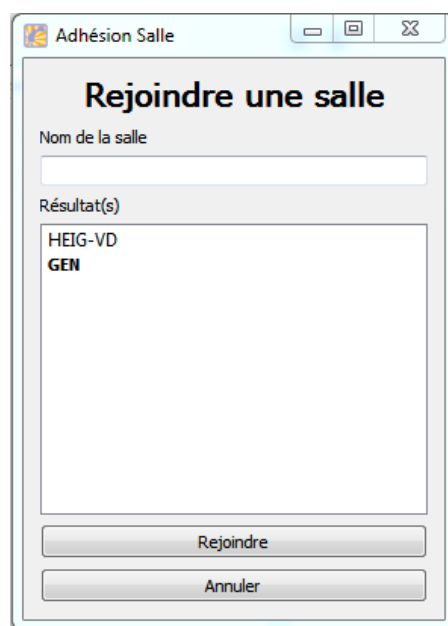 Adhésion Salle
Rejoindre une salle
Nom de la salle
Résultat(s)
HEIG-VD
GEN
Rejoindre
Annuler